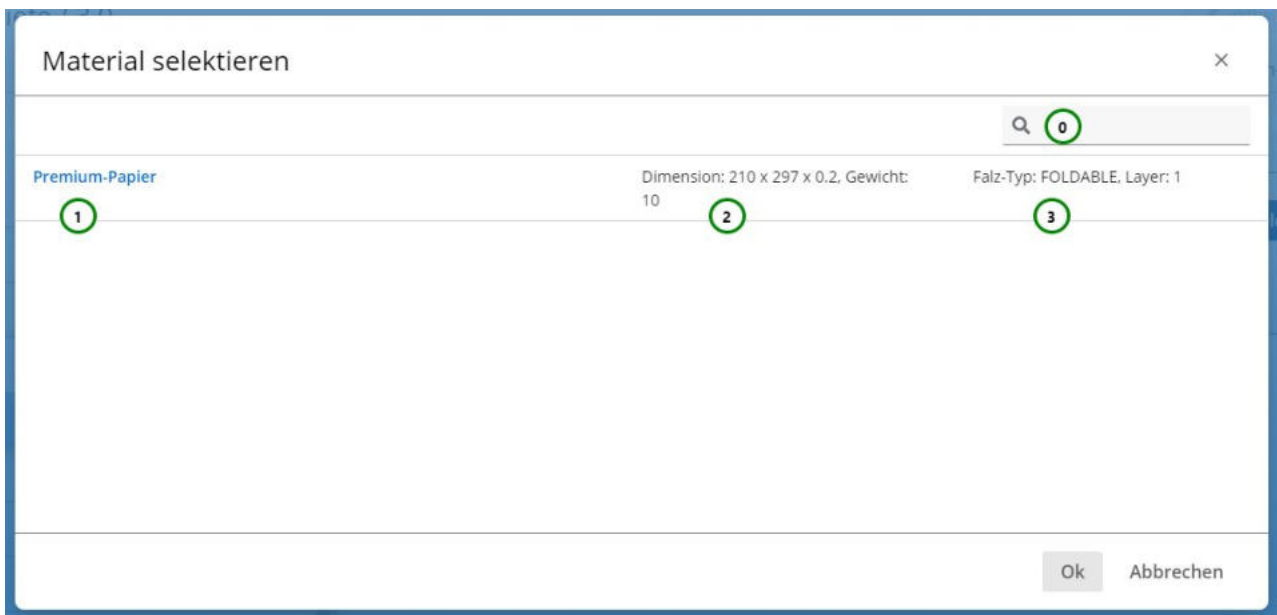 Material selektieren
0
Premium-Papier
Dimension: 210 x 297 x 0.2, Gewicht:
10
Falz-Typ: FOLDABLE, Layer: 1
1
2
3
Ok
Abbrechen